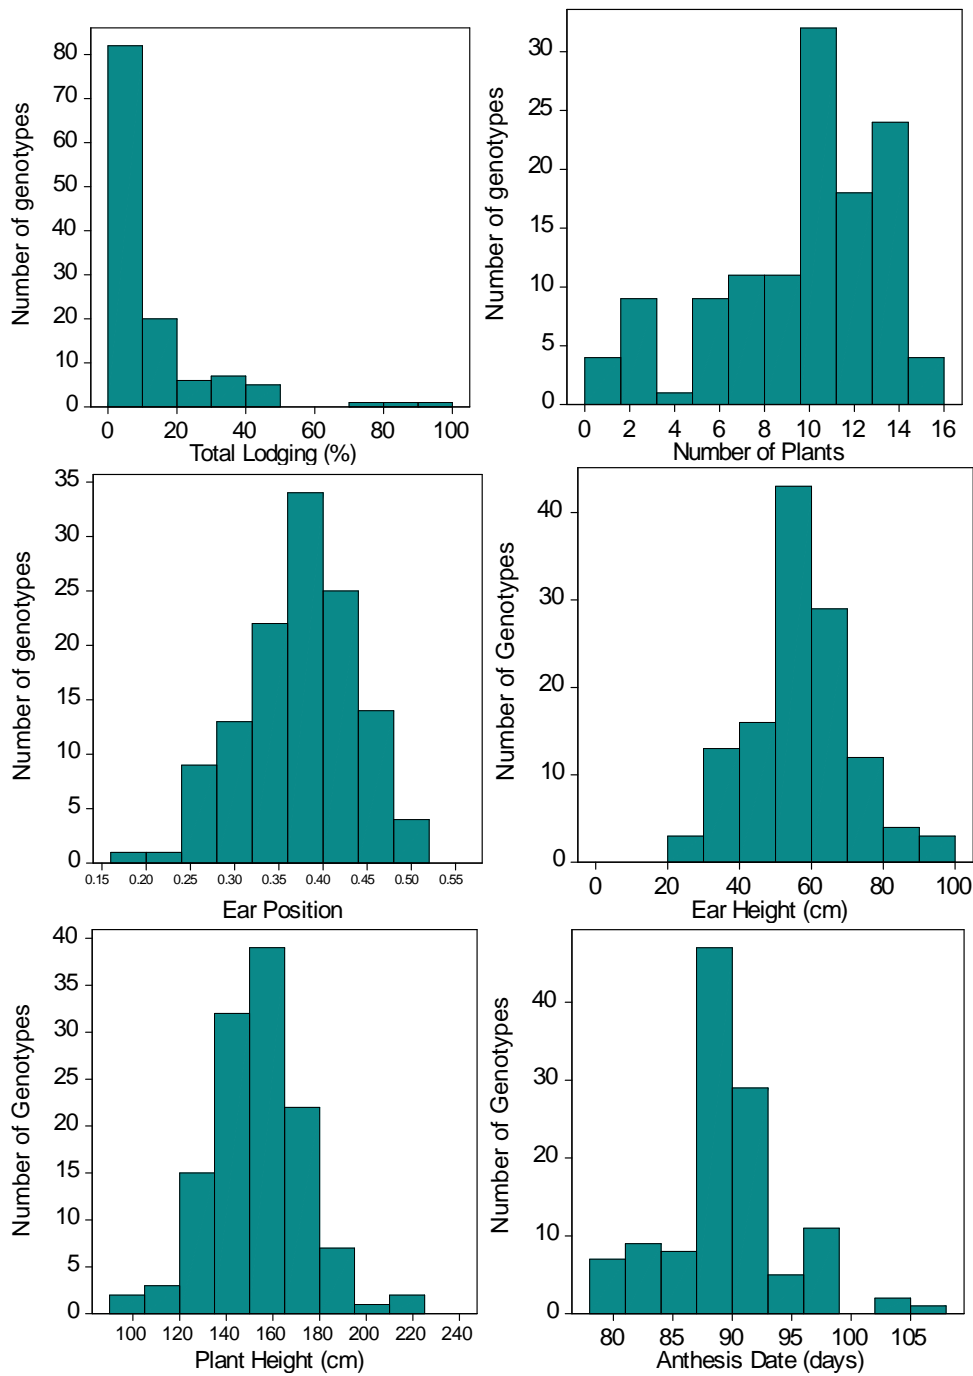 Number of genotypes
80
70
60
50
40
30
20
10
0
0 20 40 60 80 100
Total Lodging (%)
Number of genotypes
30
25
20
15
10
5
0
0 2 4 6 8 10 12 14 16
Number of Plants
Number of genotypes
35
30
25
20
15
10
5
0
0.15 0.20 0.25 0.30 0.35 0.40 0.45 0.50 0.55
Ear Position
Number of Genotypes
40
30
20
10
0
0 20 40 60 80 100
Ear Height (cm)
Number of Genotypes
40
35
30
25
20
15
10
5
0
100 120 140 160 180 200 220 240
Plant Height (cm)
Number of Genotypes
40
30
20
10
0
80 85 90 95 100 105
Anthesis Date (days)